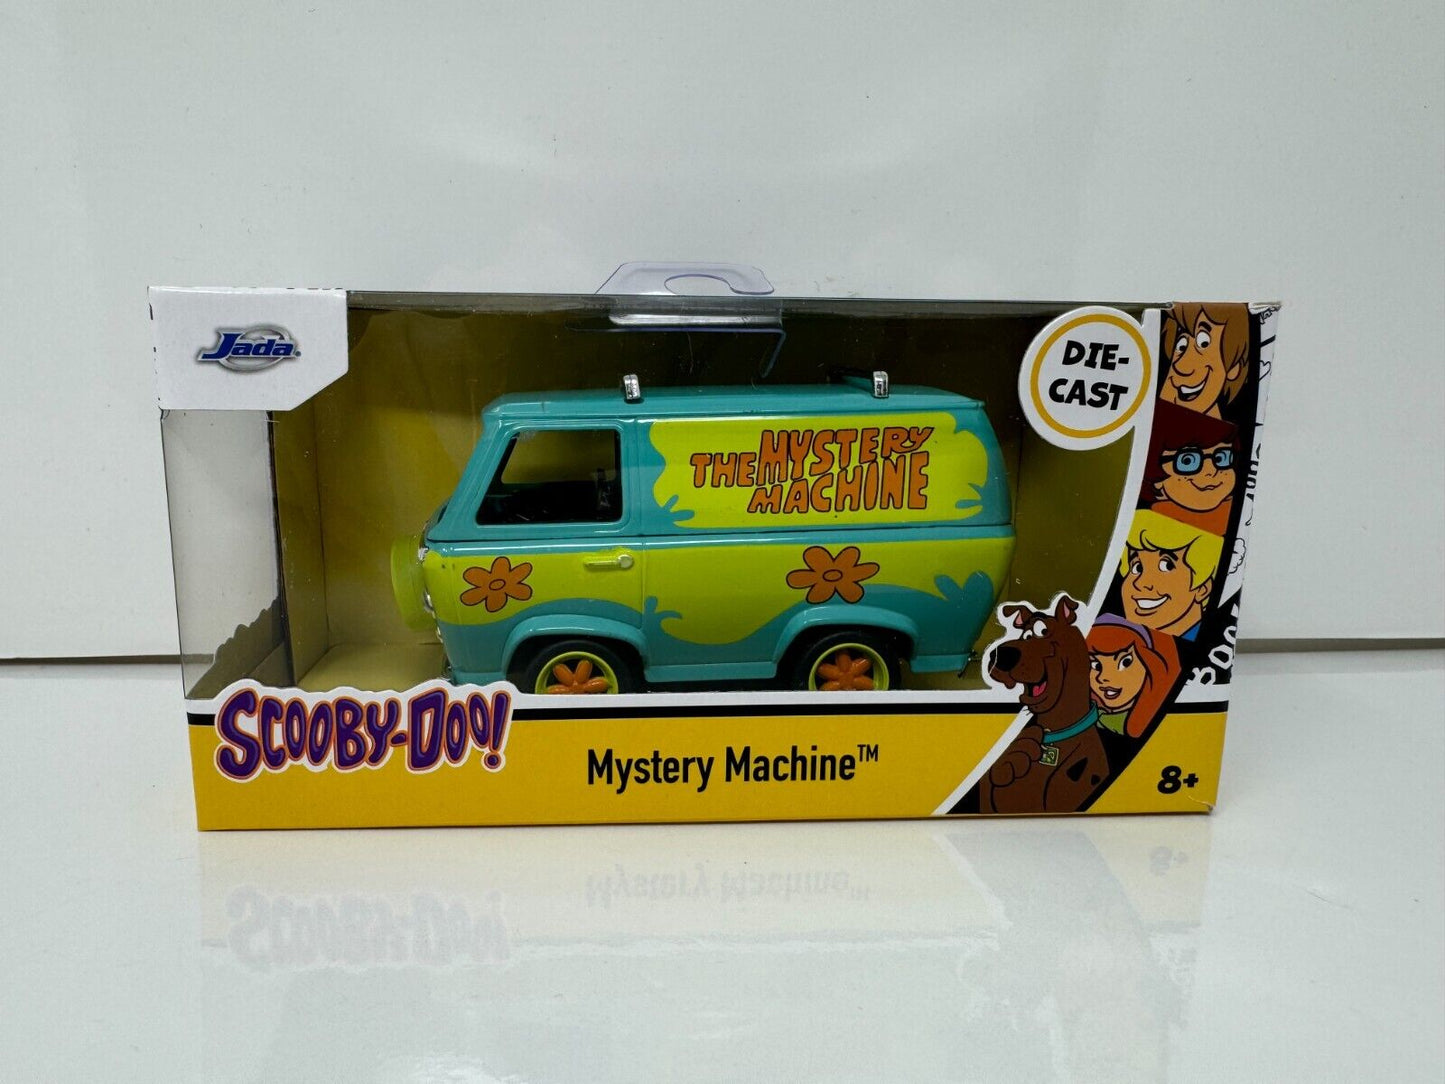 Jada
DIE-
CAST
THE MYSTERY
MACHINE
SCOOBY-DOO!
Mystery Machine™
8+